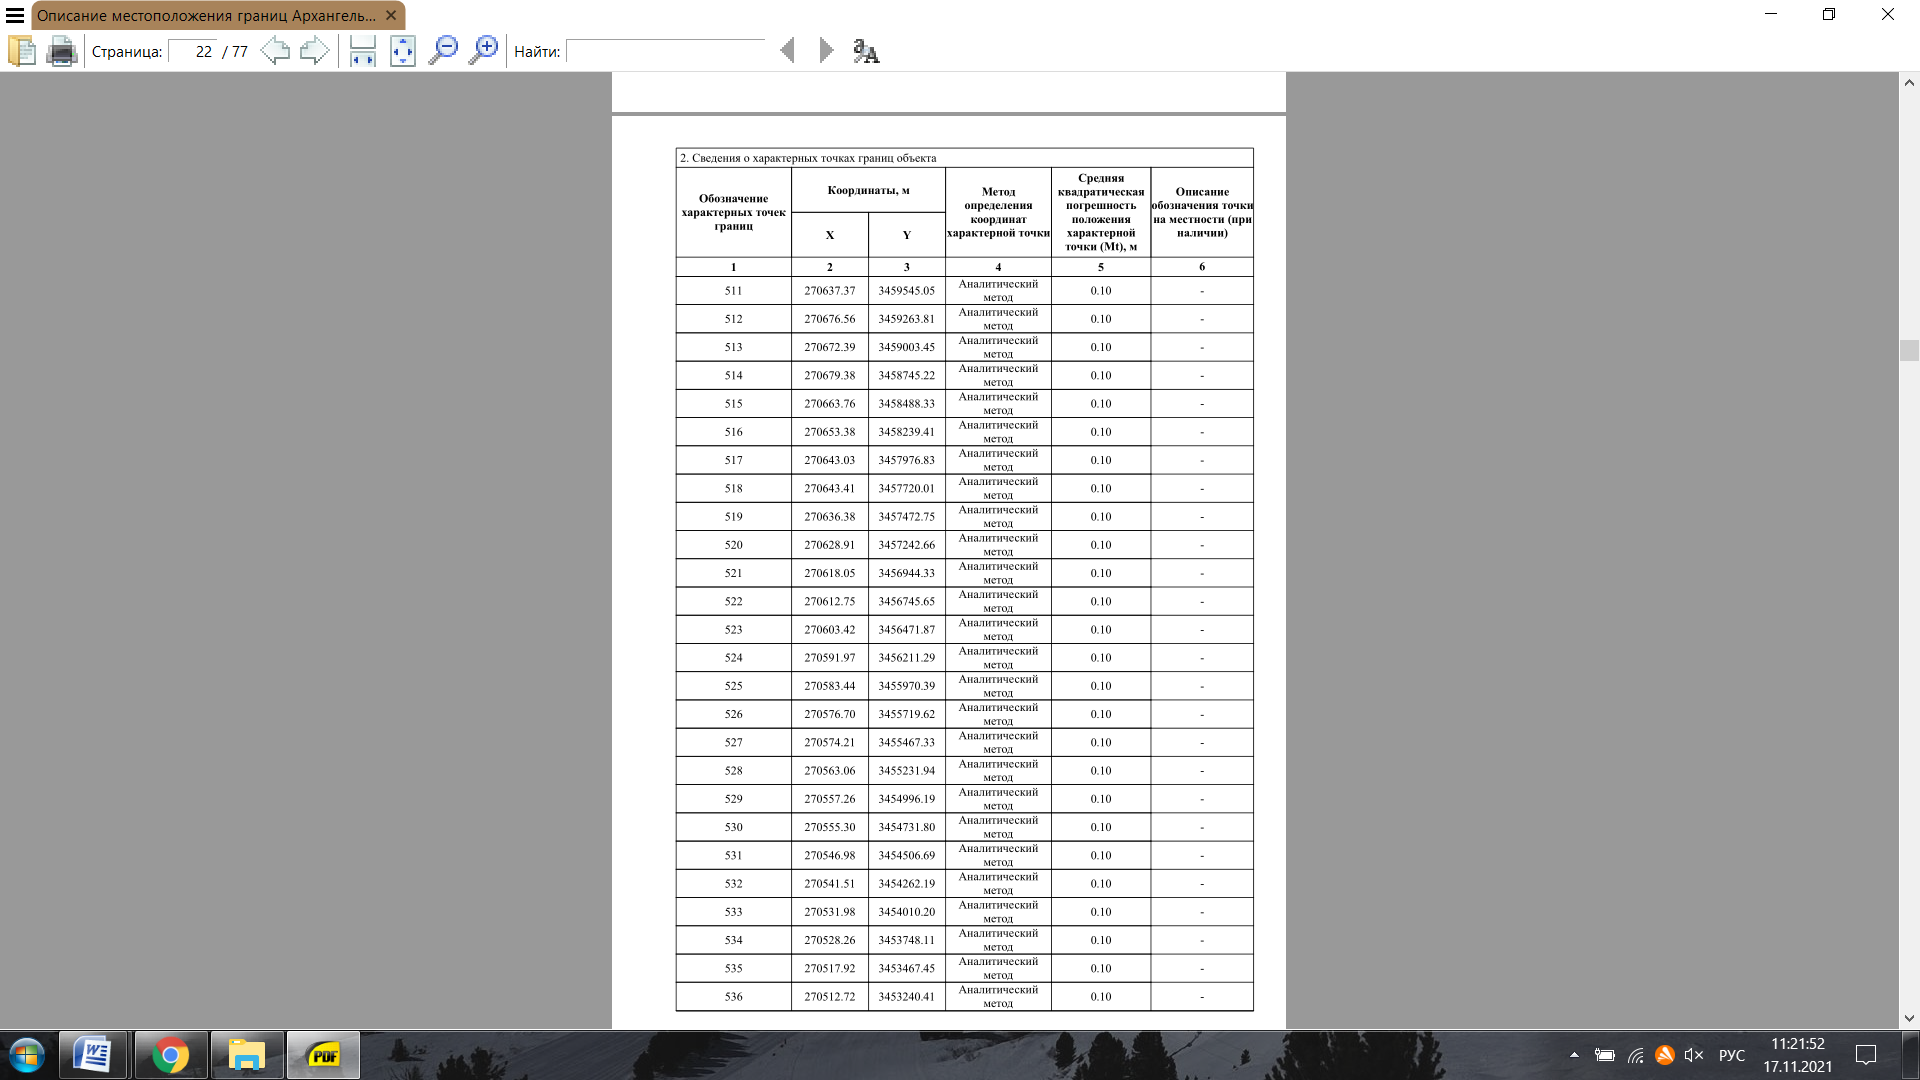 Описание местоположения границ Архангель...
Страница: 22 / 77 Найти:
2. Сведения о характерных точках границ объекта
Обозначение характерных точек границ
Координаты, м
X
Y
Метод определения координат характерной точки
Средняя квадратическая погрешность положения характерной точки (Mt), м
Описание обозначения точки на местности (при наличии)
1 2 3 4 5 6
511 270637.37 3459545.05 Аналитический метод 0.10 -
512 270676.56 3459263.81 Аналитический метод 0.10 -
513 270672.39 3459003.45 Аналитический метод 0.10 -
514 270679.38 3458745.22 Аналитический метод 0.10 -
515 270663.76 3458488.33 Аналитический метод 0.10 -
516 270653.38 3458239.41 Аналитический метод 0.10 -
517 270643.03 3457976.83 Аналитический метод 0.10 -
518 270643.41 3457720.01 Аналитический метод 0.10 -
519 270636.38 3457472.75 Аналитический метод 0.10 -
520 270628.91 3457242.66 Аналитический метод 0.10 -
521 270618.05 3456944.33 Аналитический метод 0.10 -
522 270612.75 3456745.65 Аналитический метод 0.10 -
523 270603.42 3456471.87 Аналитический метод 0.10 -
524 270591.97 3456211.29 Аналитический метод 0.10 -
525 270583.44 3455970.39 Аналитический метод 0.10 -
526 270576.70 3455719.62 Аналитический метод 0.10 -
527 270574.21 3455467.33 Аналитический метод 0.10 -
528 270563.06 3455231.94 Аналитический метод 0.10 -
529 270557.26 3454996.19 Аналитический метод 0.10 -
530 270555.30 3454731.80 Аналитический метод 0.10 -
531 270546.98 3454506.69 Аналитический метод 0.10 -
532 270541.51 3454262.19 Аналитический метод 0.10 -
533 270531.98 3454010.20 Аналитический метод 0.10 -
534 270528.26 3453748.11 Аналитический метод 0.10 -
535 270517.92 3453467.45 Аналитический метод 0.10 -
536 270512.72 3453240.41 Аналитический метод 0.10 -
PDF
РУС
11:21:52
17.11.2021